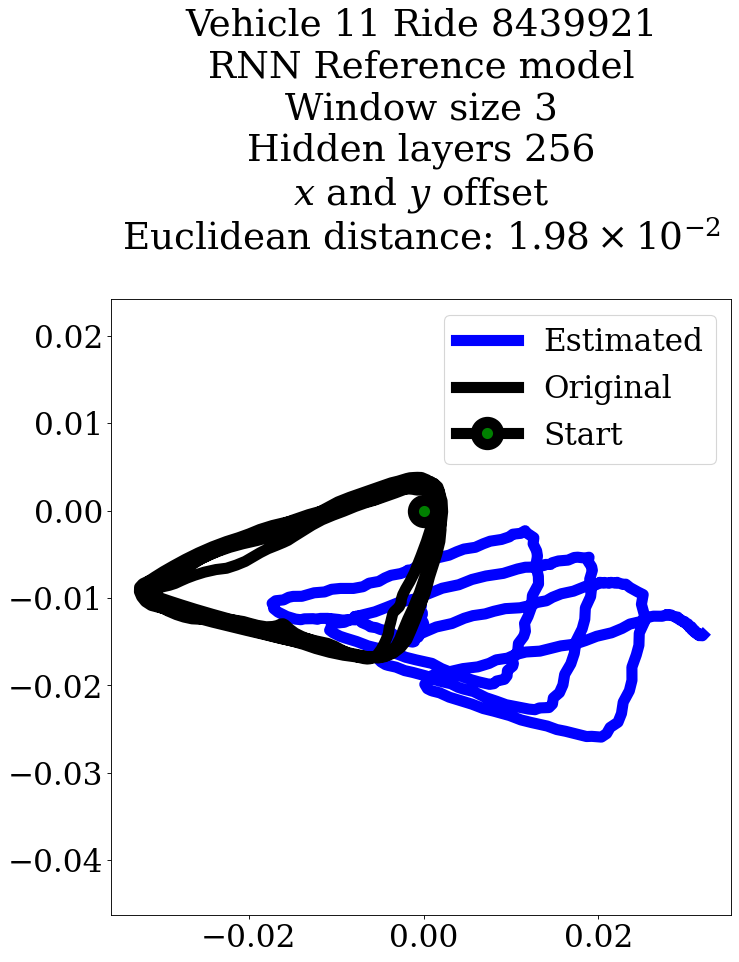 Vehicle 11 Ride 8439921
RNN Reference model
Window size 3
Hidden layers 256
x and y offset
Euclidean distance: 1.98 × 10⁻²
Estimated
Original
Start
0.02
0.01
0.00
−0.01
−0.02
−0.03
−0.04
−0.02 0.00 0.02